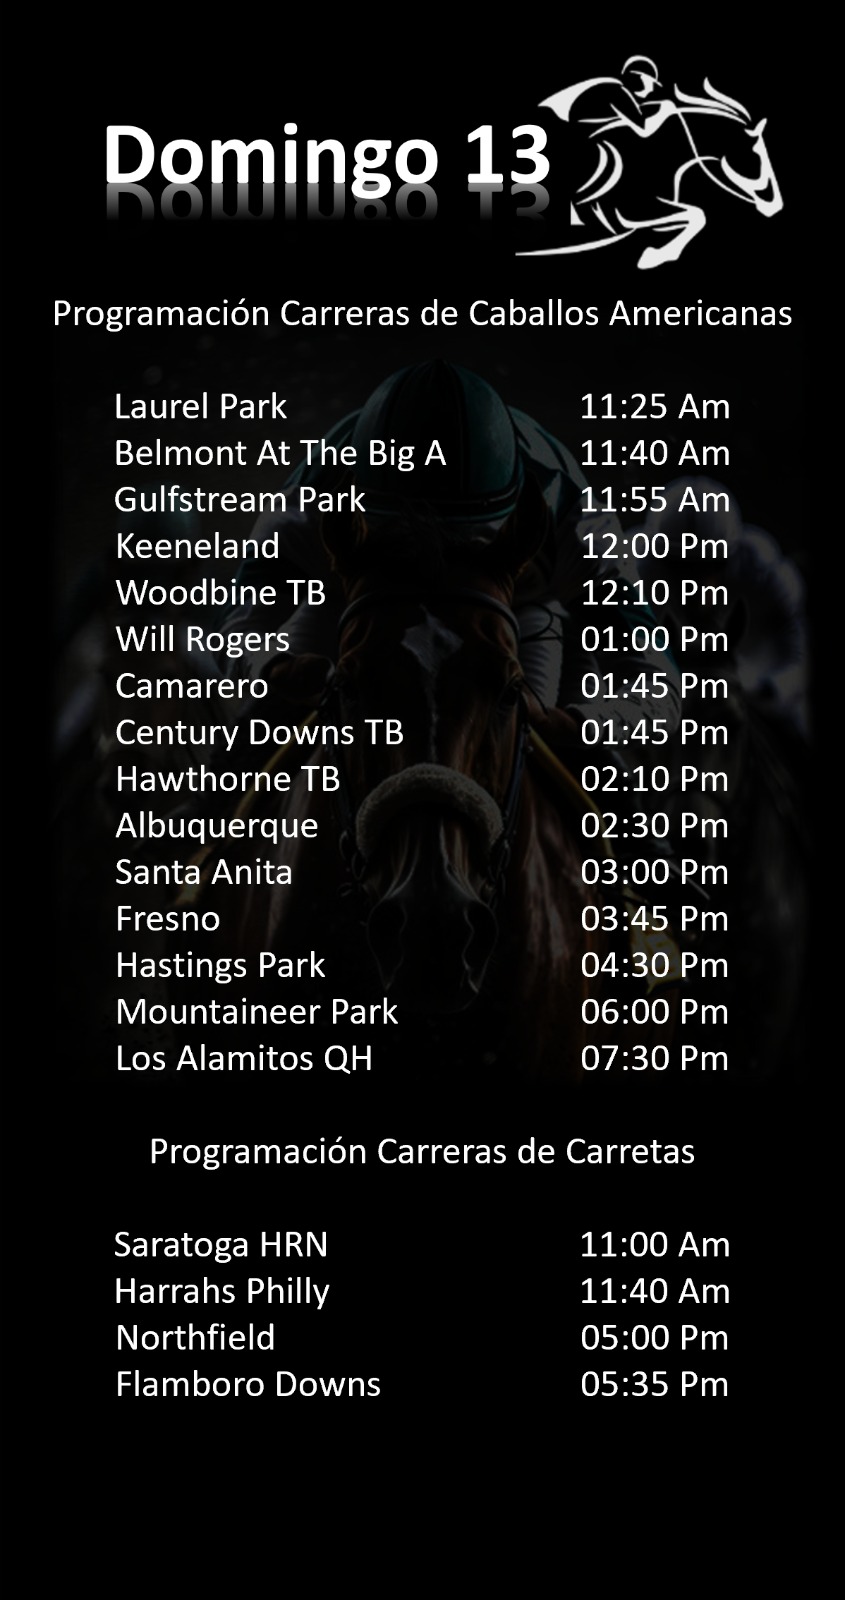 Domingo 13
Programación Carreras de Caballos Americanas
Laurel Park 11:25 Am
Belmont At The Big A 11:40 Am
Gulfstream Park 11:55 Am
Keeneland 12:00 Pm
Woodbine TB 12:10 Pm
Will Rogers 01:00 Pm
Camarero 01:45 Pm
Century Downs TB 01:45 Pm
Hawthorne TB 02:10 Pm
Albuquerque 02:30 Pm
Santa Anita 03:00 Pm
Fresno 03:45 Pm
Hastings Park 04:30 Pm
Mountaineer Park 06:00 Pm
Los Alamitos QH 07:30 Pm
Programación Carreras de Carretas
Saratoga HRN 11:00 Am
Harrahs Philly 11:40 Am
Northfield 05:00 Pm
Flamboro Downs 05:35 Pm